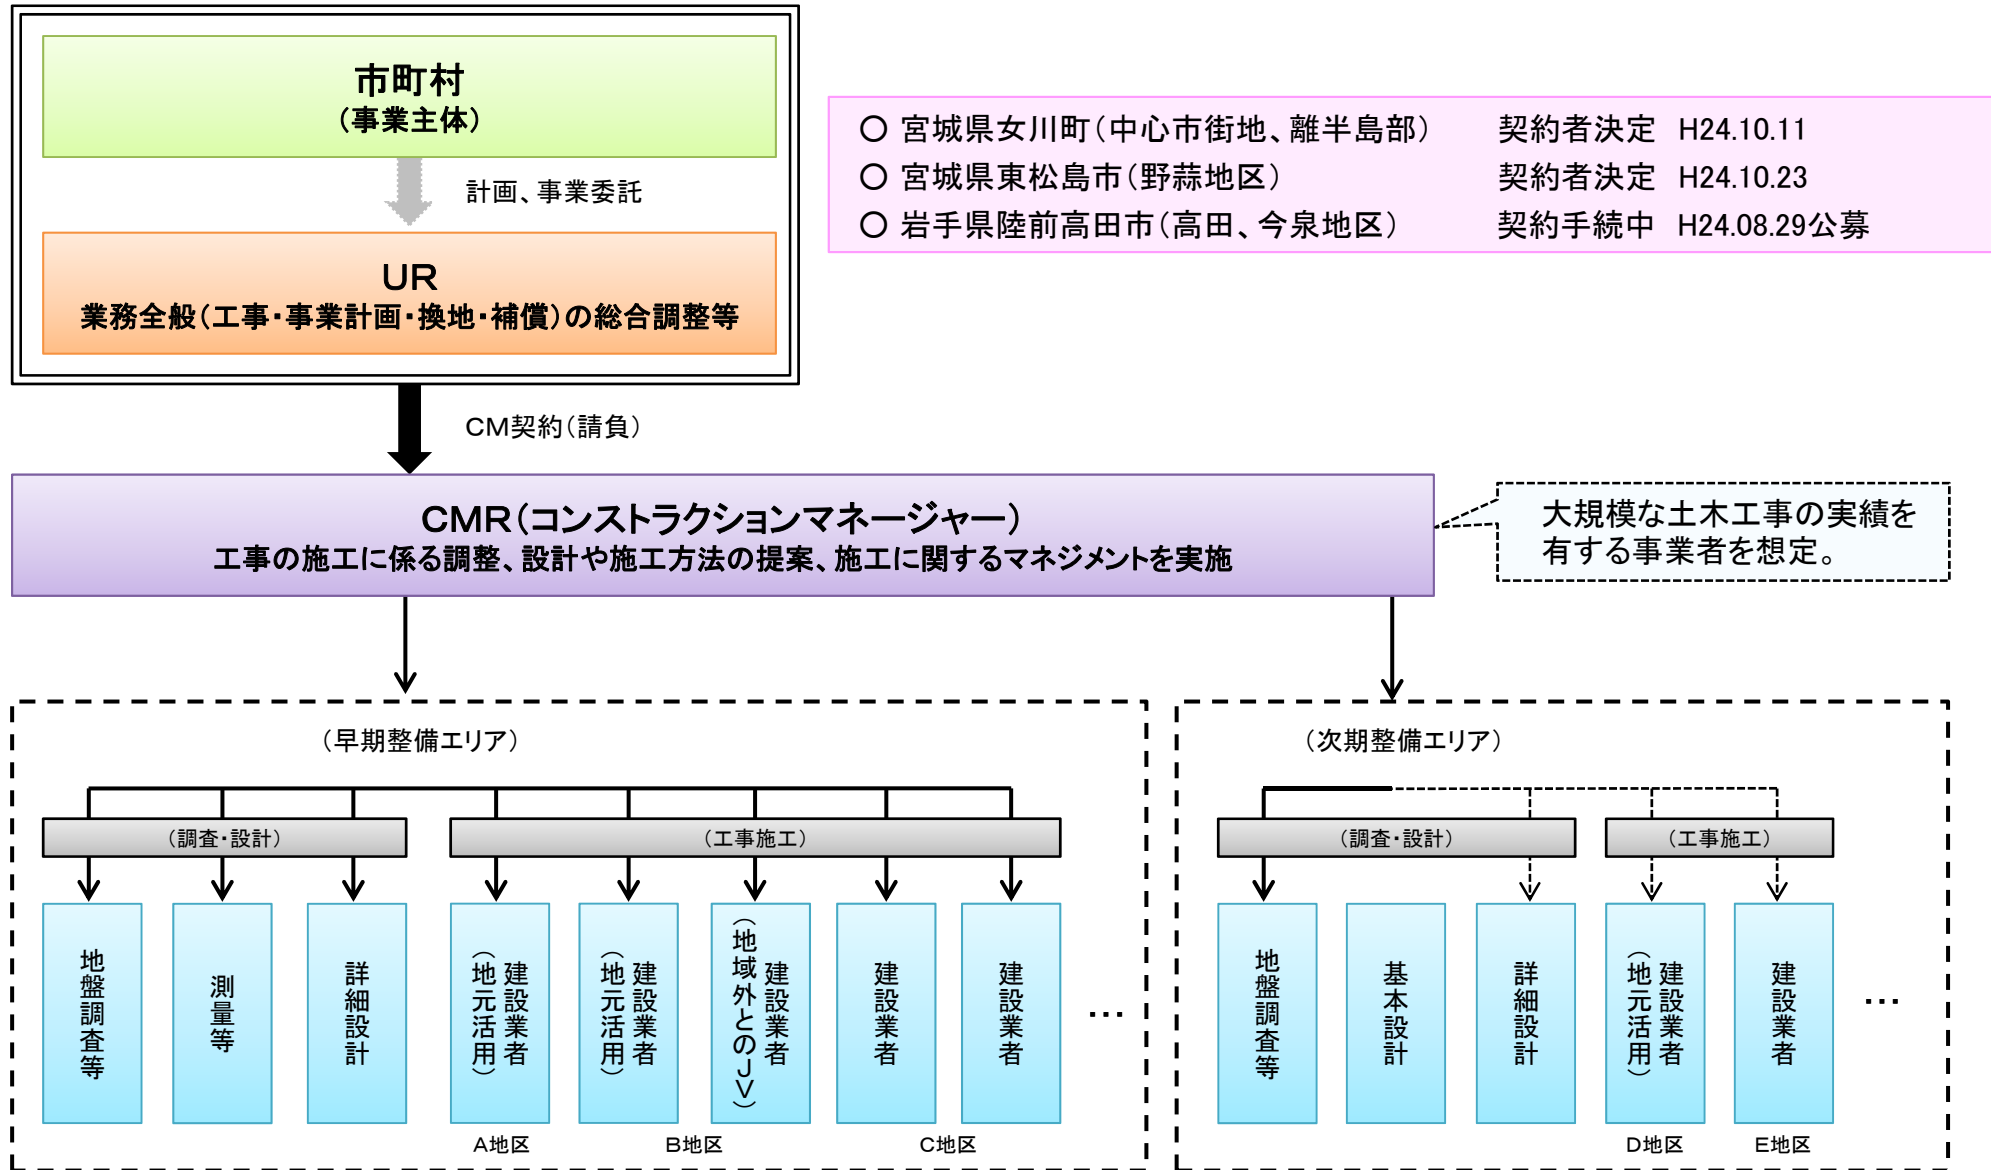 市町村
（事業主体）
計画、事業委託
UR
業務全般（工事・事業計画・換地・補償）の総合調整等
○ 宮城県女川町（中心市街地、離半島部） 契約者決定 H24.10.11
○ 宮城県東松島市（野蒜地区） 契約者決定 H24.10.23
○ 岩手県陸前高田市（高田、今泉地区） 契約手続中 H24.08.29公募
CM契約（請負）
CMR（コンストラクションマネージャー）
工事の施工に係る調整、設計や施工方法の提案、施工に関するマネジメントを実施
大規模な土木工事の実績を
有する事業者を想定。
（早期整備エリア）
（調査・設計）
（工事施工）
地盤調査等
測量等
詳細設計
建設業者
（地元活用）
建設業者
（地元活用）
建設業者
（地域外とのJV）
建設業者
建設業者
…
A地区
B地区
C地区
（次期整備エリア）
（調査・設計）
（工事施工）
地盤調査等
基本設計
詳細設計
建設業者
（地元活用）
建設業者
…
D地区
E地区